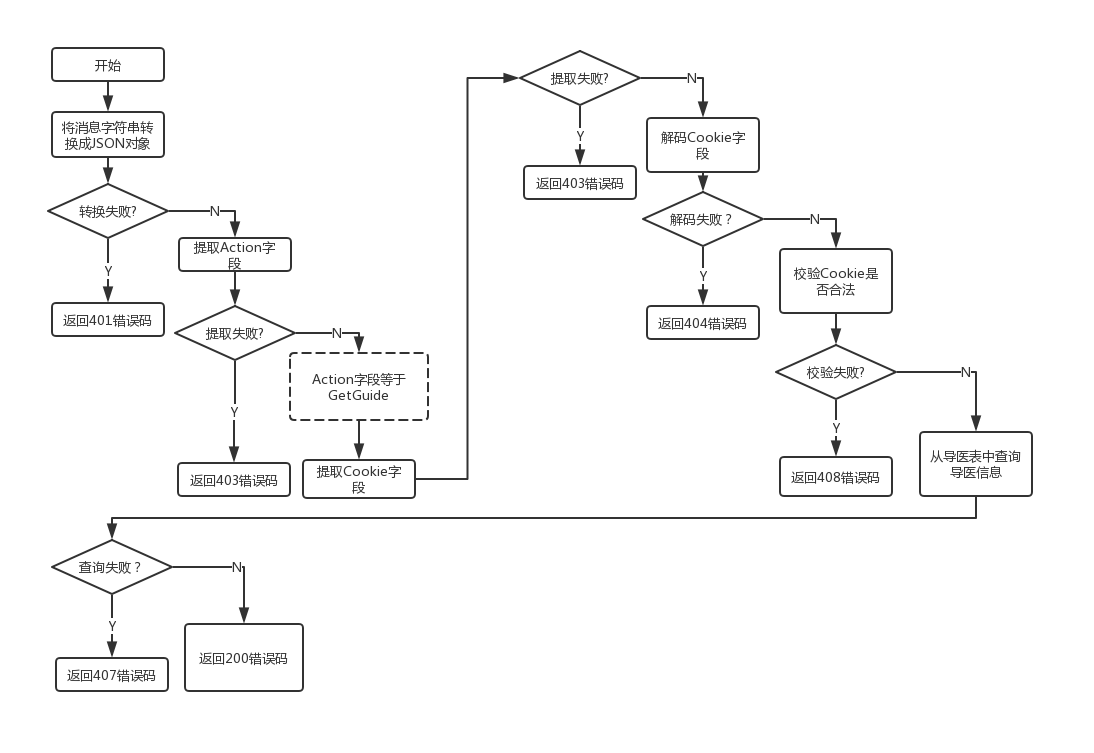 开始
将消息字符串转
换成JSON对象
转换失败?
N
Y
返回401错误码
提取Action字
段
提取失败?
N
Y
返回403错误码
Action字段等于
GetGuide
提取Cookie字
段
提取失败?
N
Y
返回403错误码
解码Cookie字
段
解码失败？
N
Y
返回404错误码
校验Cookie是
否合法
校验失败?
N
Y
返回408错误码
从导医表中查询
导医信息
查询失败？
N
Y
返回407错误码
返回200错误码